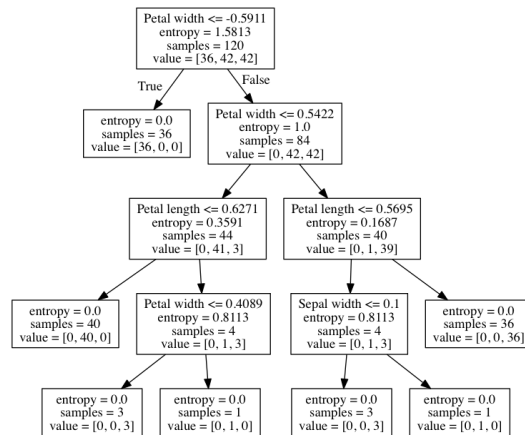 Petal width <= -0.5911
entropy = 1.5813
samples = 120
value = [36, 42, 42]
True
False
entropy = 0.0
samples = 36
value = [36, 0, 0]
Petal width <= 0.5422
entropy = 1.0
samples = 84
value = [0, 42, 42]
Petal length <= 0.6271
entropy = 0.3591
samples = 44
value = [0, 41, 3]
Petal length <= 0.5695
entropy = 0.1687
samples = 40
value = [0, 1, 39]
entropy = 0.0
samples = 40
value = [0, 40, 0]
Petal width <= 0.4089
entropy = 0.8113
samples = 4
value = [0, 1, 3]
Sepal width <= 0.1
entropy = 0.8113
samples = 4
value = [0, 1, 3]
entropy = 0.0
samples = 36
value = [0, 0, 36]
entropy = 0.0
samples = 3
value = [0, 0, 3]
entropy = 0.0
samples = 1
value = [0, 1, 0]
entropy = 0.0
samples = 3
value = [0, 0, 3]
entropy = 0.0
samples = 1
value = [0, 1, 0]